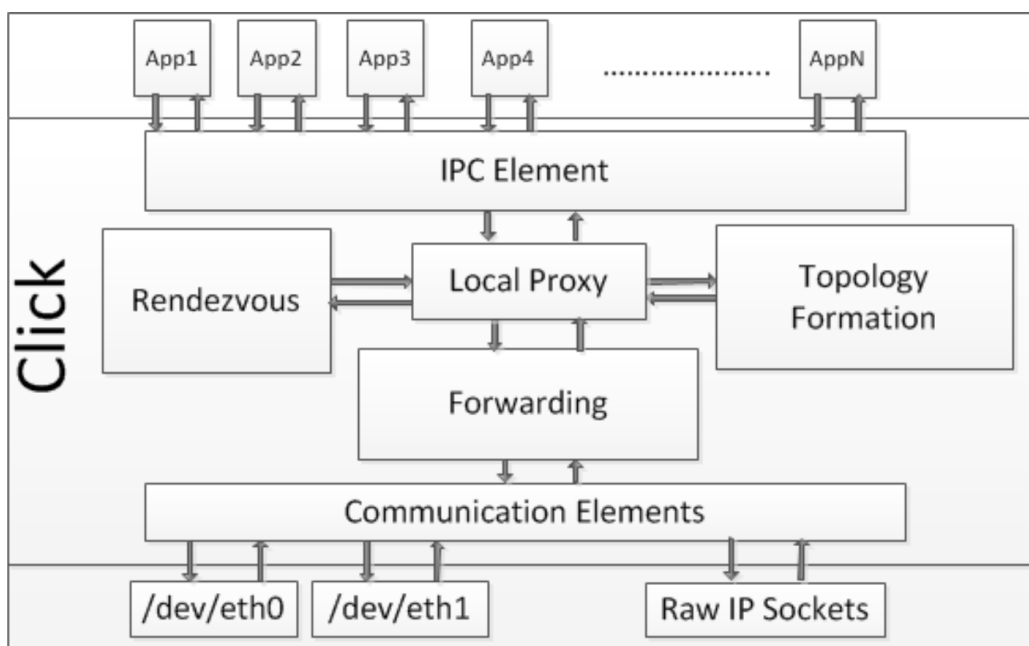 App1
App2
App3
App4
....................
AppN
IPC Element
Click
Rendezvous
Local Proxy
Topology
Formation
Forwarding
Communication Elements
/dev/eth0
/dev/eth1
Raw IP Sockets